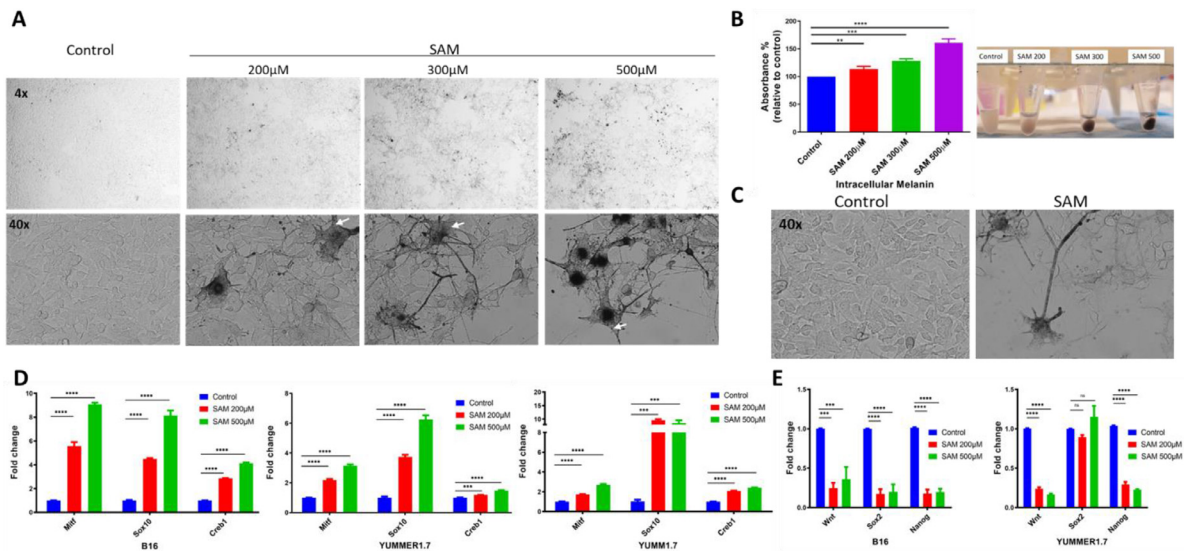 A
Control
SAM
200μM
300μM
500μM
4x
40x
B
Absorbance %
(relative to control)
200
150
100
50
0
**
***
****
Control
SAM 200μM
SAM 300μM
SAM 500μM
Intracellular Melanin
Control
SAM 200
SAM 300
SAM 500
C
Control
SAM
40x
D
Fold change
10
8
6
4
2
0
****
****
****
****
****
****
Control
SAM 200μM
SAM 500μM
Mitf
Sox10
Creb1
B16
Fold change
8
6
4
2
0
****
****
****
****
****
***
Control
SAM 200μM
SAM 500μM
Mitf
Sox10
Creb1
YUMMER1.7
Fold change
20
15
10
5
6
4
2
0
****
****
***
***
****
****
Control
SAM 200μM
SAM 500μM
Mitf
Sox10
Creb1
YUMM1.7
E
Fold change
1.5
1.0
0.5
0.0
***
***
****
****
****
****
Control
SAM 200μM
SAM 500μM
Wnt
Sox2
Nanog
B16
Fold change
1.5
1.0
0.5
0.0
****
****
ns
ns
****
****
Control
SAM 200μM
SAM 500μM
Wnt
Sox2
Nanog
YUMMER1.7